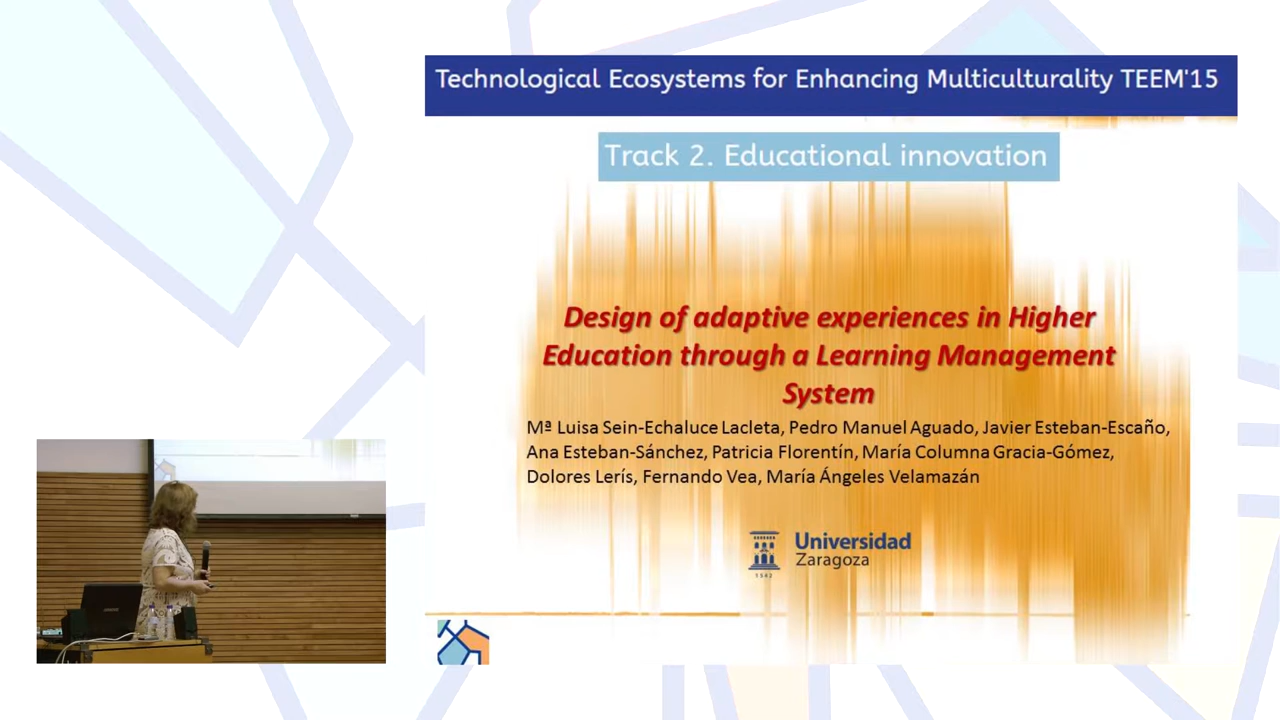 Technological Ecosystems for Enhancing Multiculturality TEEM'15
Track 2. Educational innovation
Design of adaptive experiences in Higher
Education through a Learning Management
System
Mª Luisa Sein-Echaluce Lacleta, Pedro Manuel Aguado, Javier Esteban-Escaño,
Ana Esteban-Sánchez, Patricia Florentín, María Columna Gracia-Gómez,
Dolores Lerís, Fernando Vea, María Ángeles Velamazán
Universidad
Zaragoza
1542